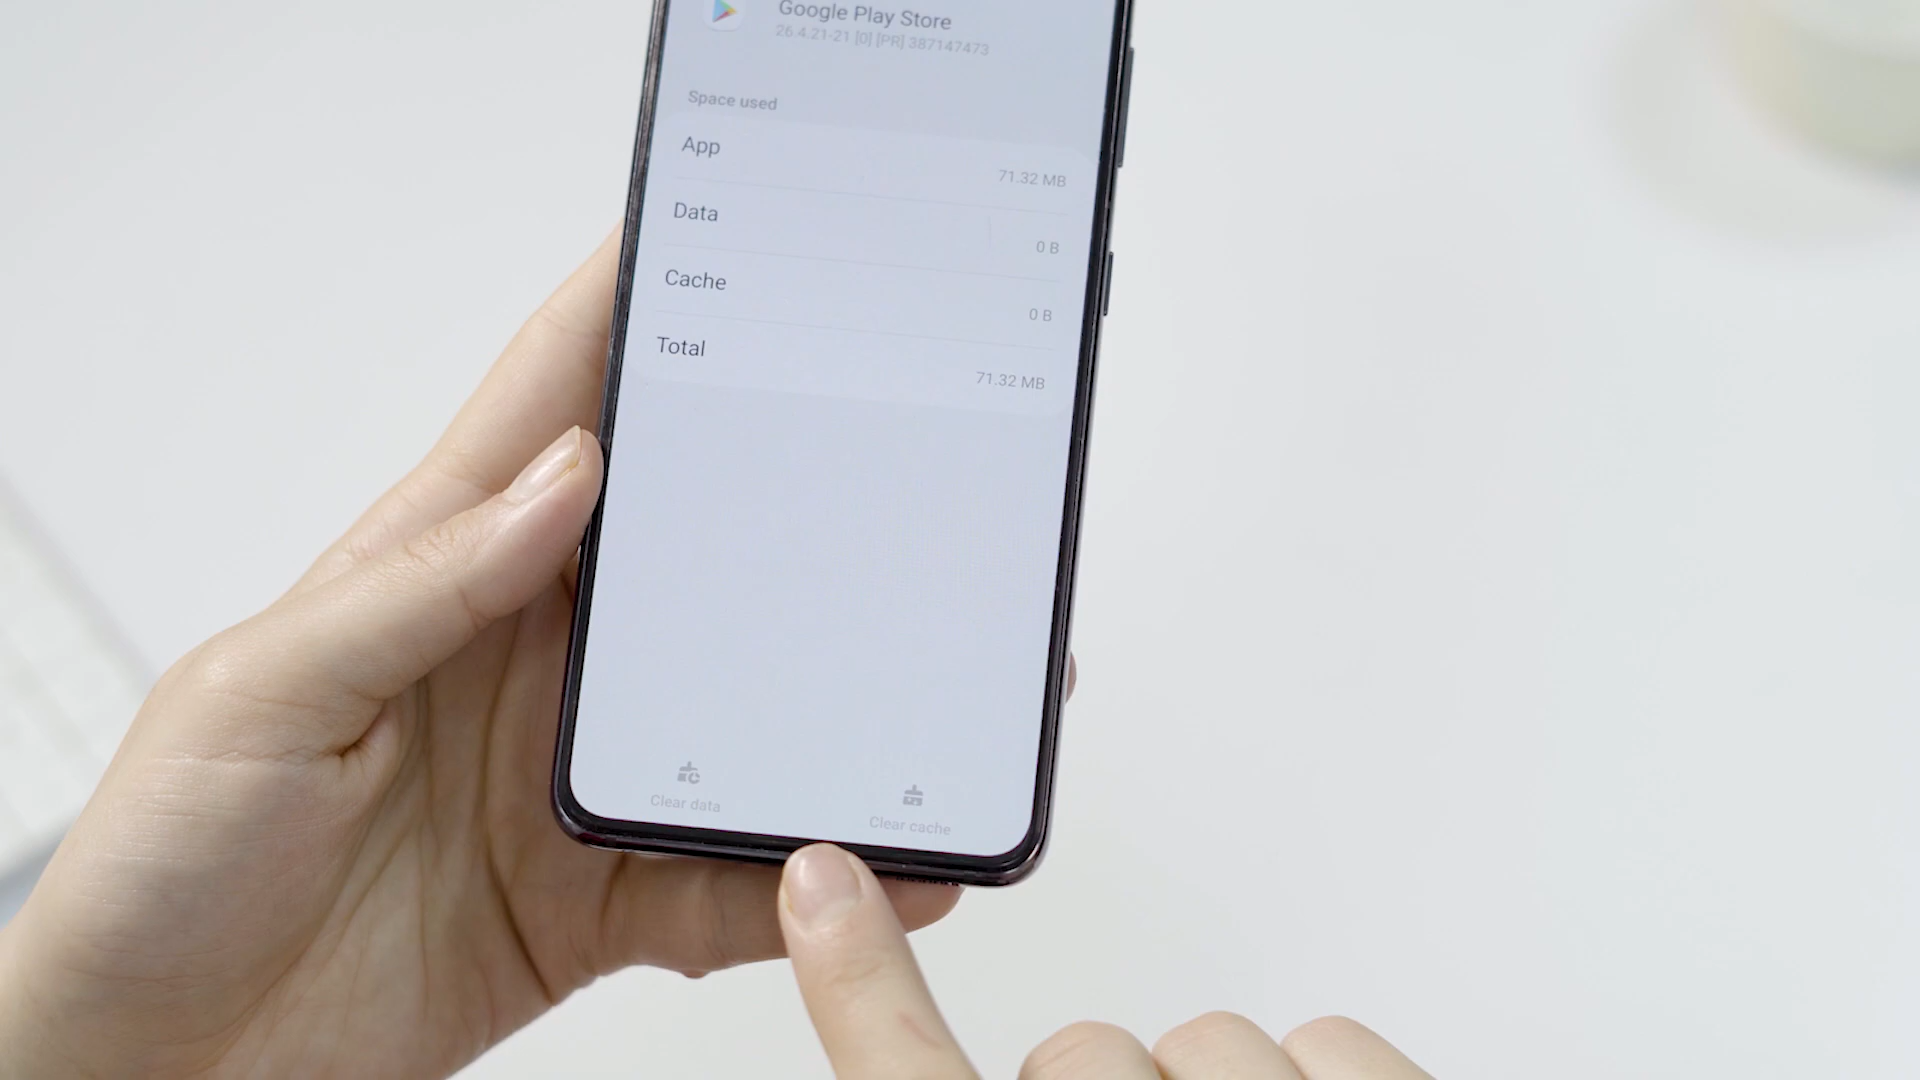 Google Play Store
26.4.21-21 [0] [PR] 387147473
Space used
App
71.32 MB
Data
0 B
Cache
0 B
Total
71.32 MB
Clear data
Clear cache